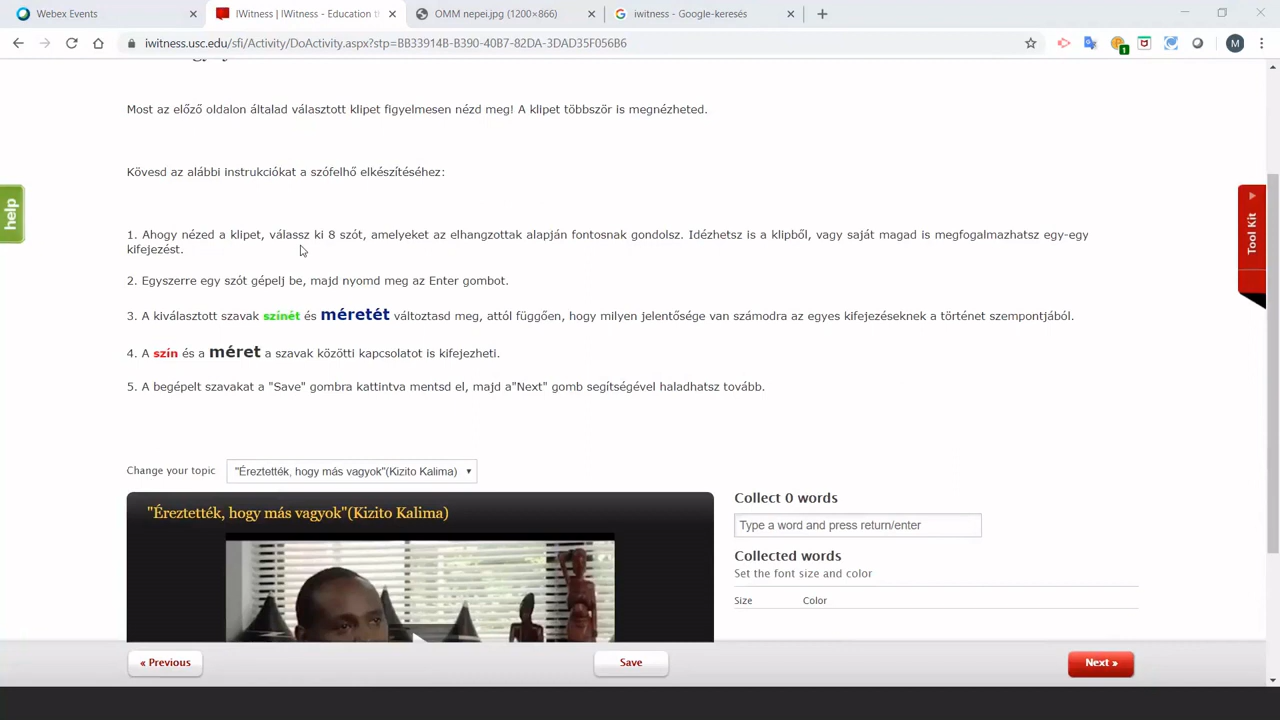 Webex Events
IWitness | IWitness - Education t
OMM nepei.jpg (1200×866)
iwitness - Google-keresés
iwitness.usc.edu/sfi/Activity/DoActivity.aspx?stp=BB33914B-B390-40B7-82DA-3DAD35F056B6
1
M
Most az előző oldalon általad választott klipet figyelmesen nézd meg! A klipet többször is megnézheted.
Kövesd az alábbi instrukciókat a szófelhő elkészítéséhez:
help
Tool Kit
1. Ahogy nézed a klipet, válassz ki 8 szót, amelyeket az elhangzottak alapján fontosnak gondolsz. Idézhetsz is a klipből, vagy saját magad is megfogalmazhatsz egy-egy
kifejezést.
2. Egyszerre egy szót gépelj be, majd nyomd meg az Enter gombot.
3. A kiválasztott szavak színét és méretét változtasd meg, attól függően, hogy milyen jelentősége van számodra az egyes kifejezéseknek a történet szempontjából.
4. A szín és a méret a szavak közötti kapcsolatot is kifejezheti.
5. A begépelt szavakat a "Save" gombra kattintva mentsd el, majd a"Next" gomb segítségével haladhatsz tovább.
Change your topic
"Éreztették, hogy más vagyok"(Kizito Kalima)
"Éreztették, hogy más vagyok"(Kizito Kalima)
Collect 0 words
Type a word and press return/enter
Collected words
Set the font size and color
Size Color
« Previous
Save
Next »